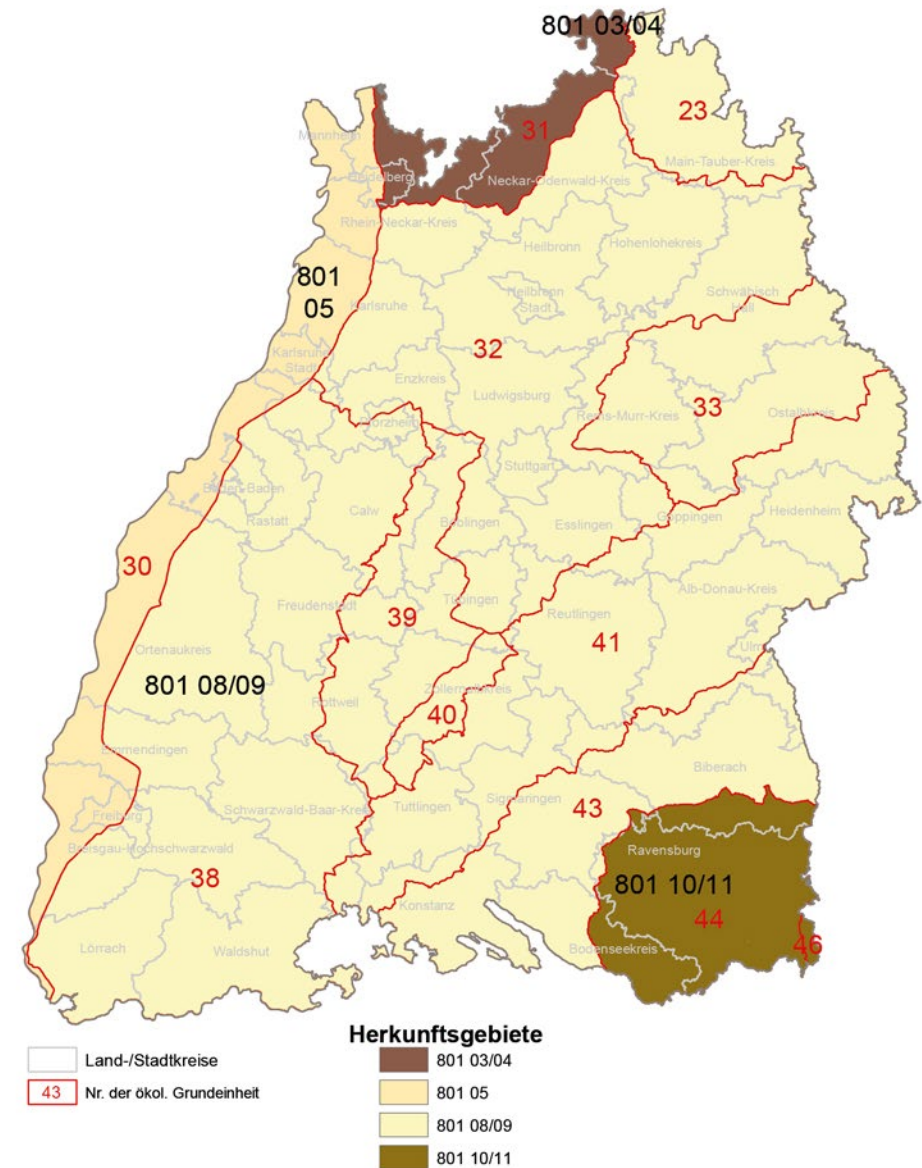 801 03/04
23
31
Mannheim
Main-Tauber-Kreis
Heidelberg
Neckar-Odenwald-Kreis
Rhein-Neckar-Kreis
Heilbronn
Hohenlohekreis
801
05
Karlsruhe
Heilbronn
Stadt
Schwäbisch
Hall
32
Karlsruhe
Stadt
Enzkreis
Ludwigsburg
33
Rems-Murr-Kreis
Ostalbkreis
Pforzheim
Stuttgart
Baden-Baden
Rastatt
Calw
Böblingen
Esslingen
Göppingen
Heidenheim
30
Freudenstadt
39
Tübingen
Reutlingen
Alb-Donau-Kreis
41
Ulm
Ortenaukreis
801 08/09
Rottweil
Zollernalbkreis
40
Emmendingen
Biberach
Freiburg
Schwarzwald-Baar-Kreis
Tuttlingen
Sigmaringen
43
Breisgau-Hochschwarzwald
38
Ravensburg
801 10/11
Konstanz
44
46
Lörrach
Waldshut
Bodenseekreis
Herkunftsgebiete
Land-/Stadtkreise
43 Nr. der ökol. Grundeinheit
801 03/04
801 05
801 08/09
801 10/11